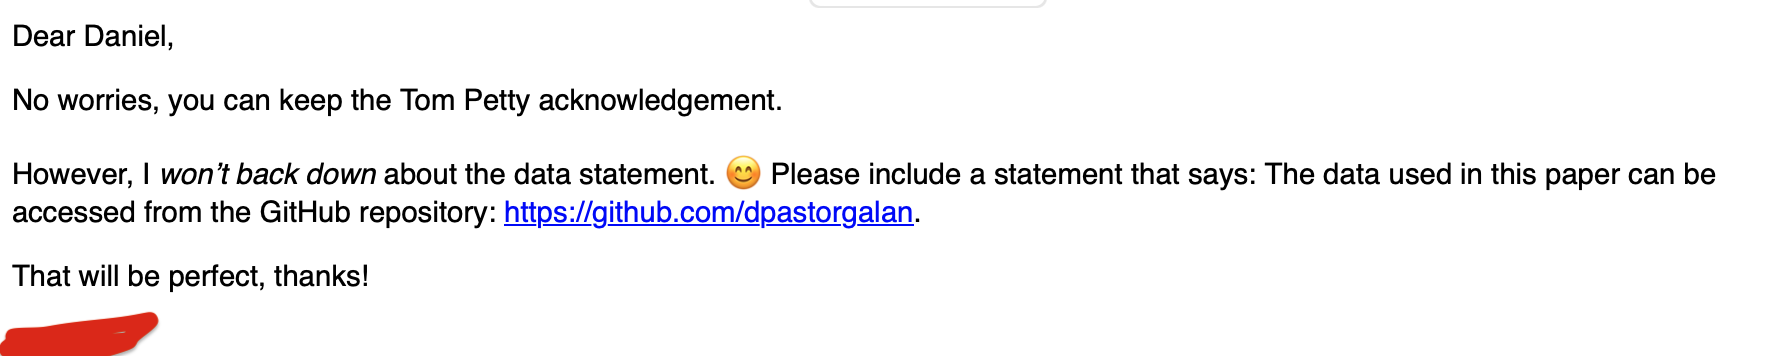 Dear Daniel,
No worries, you can keep the Tom Petty acknowledgement.
However, I won’t back down about the data statement. 😊 Please include a statement that says: The data used in this paper can be
accessed from the GitHub repository: https://github.com/dpastorgalan.
That will be perfect, thanks!